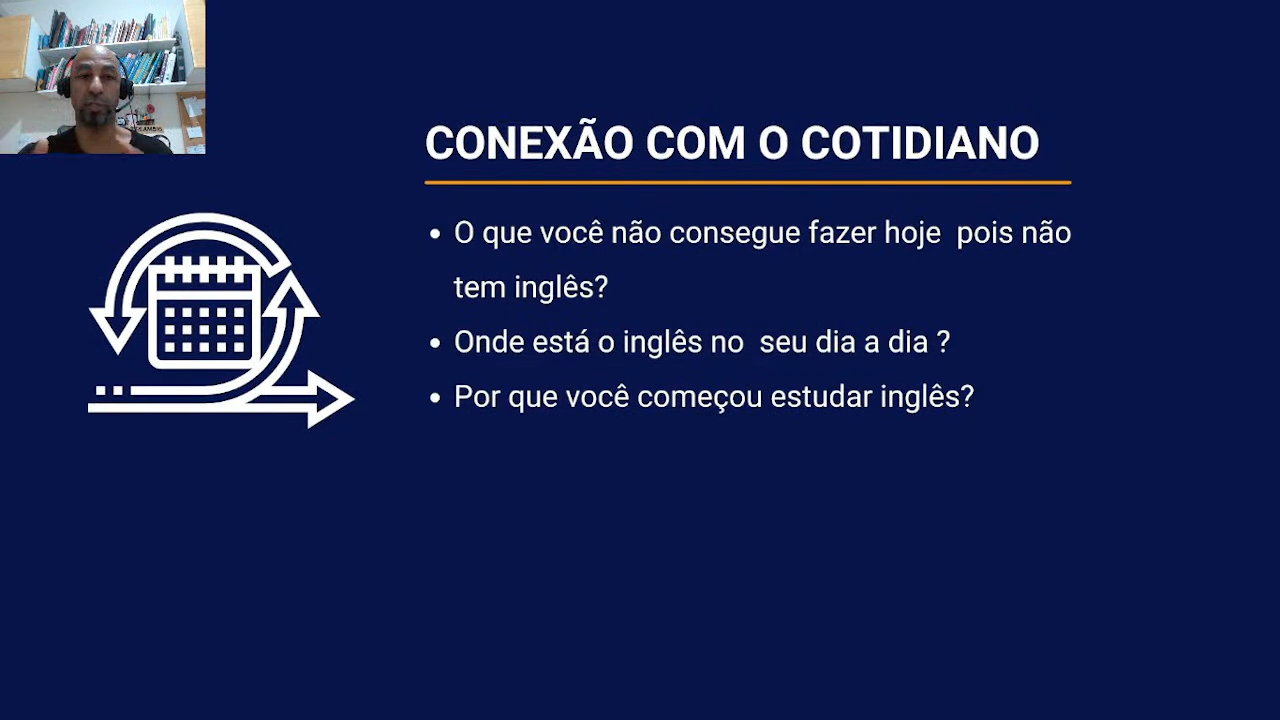 CONEXÃO COM O COTIDIANO
• O que você não consegue fazer hoje  pois não
tem inglês?
• Onde está o inglês no  seu dia a dia ?
• Por que você começou estudar inglês?